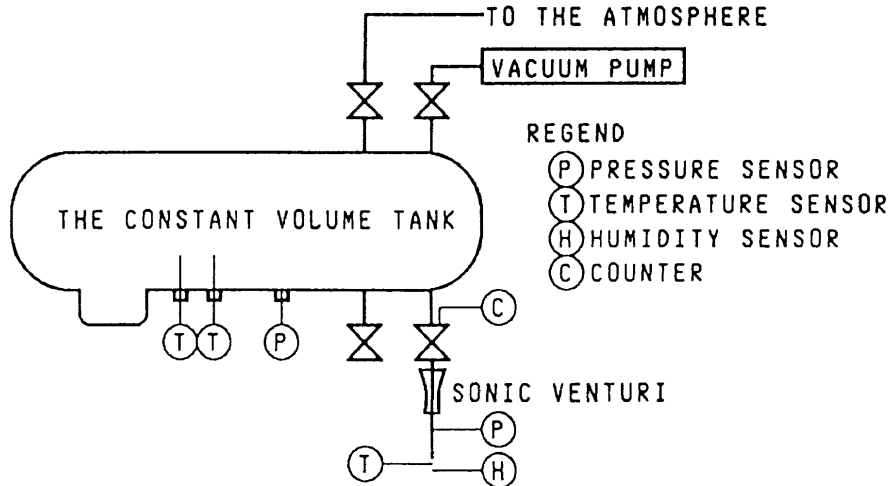 TO THE ATMOSPHERE
VACUUM PUMP
REGEND
P PRESSURE SENSOR
T TEMPERATURE SENSOR
H HUMIDITY SENSOR
C COUNTER
THE CONSTANT VOLUME TANK
C
T T P
SONIC VENTURI
P
T H